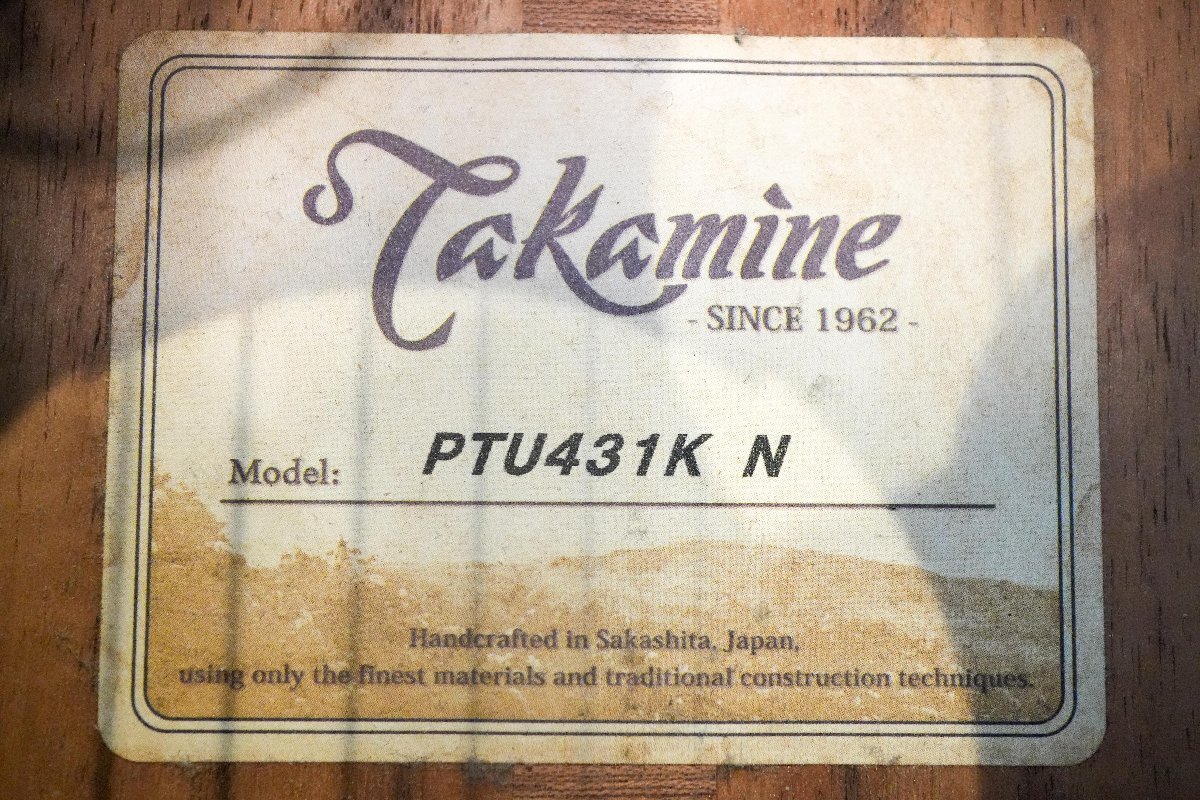 Takamine
- SINCE 1962 -
Model: PTU431K N
Handcrafted in Sakashita, Japan,
using only the finest materials and traditional construction techniques.